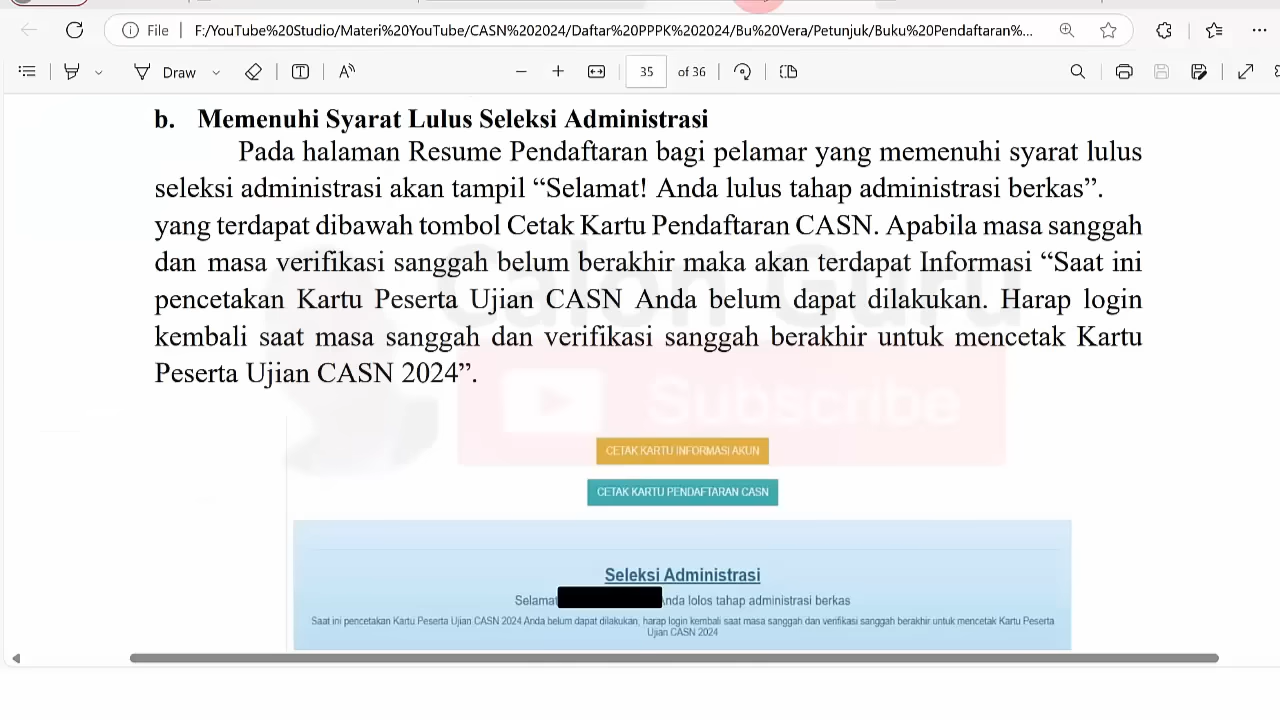 File | F:/YouTube%20Studio/Materi%20YouTube/CASN%202024/Daftar%20PPPK%202024/Bu%20Vera/Petunjuk/Buku%20Pendaftaran%...
Draw
35 of 36
b. Memenuhi Syarat Lulus Seleksi Administrasi
Pada halaman Resume Pendaftaran bagi pelamar yang memenuhi syarat lulus
seleksi administrasi akan tampil “Selamat! Anda lulus tahap administrasi berkas”.
yang terdapat dibawah tombol Cetak Kartu Pendaftaran CASN. Apabila masa sanggah
dan masa verifikasi sanggah belum berakhir maka akan terdapat Informasi “Saat ini
pencetakan Kartu Peserta Ujian CASN Anda belum dapat dilakukan. Harap login
kembali saat masa sanggah dan verifikasi sanggah berakhir untuk mencetak Kartu
Peserta Ujian CASN 2024”.
Calon Guru
Subscribe
CETAK KARTU INFORMASI AKUN
CETAK KARTU PENDAFTARAN CASN
Seleksi Administrasi
Selamat Anda lolos tahap administrasi berkas
Saat ini pencetakan Kartu Peserta Ujian CASN 2024 Anda belum dapat dilakukan, harap login kembali saat masa sanggah dan verifikasi sanggah berakhir untuk mencetak Kartu Peserta
Ujian CASN 2024